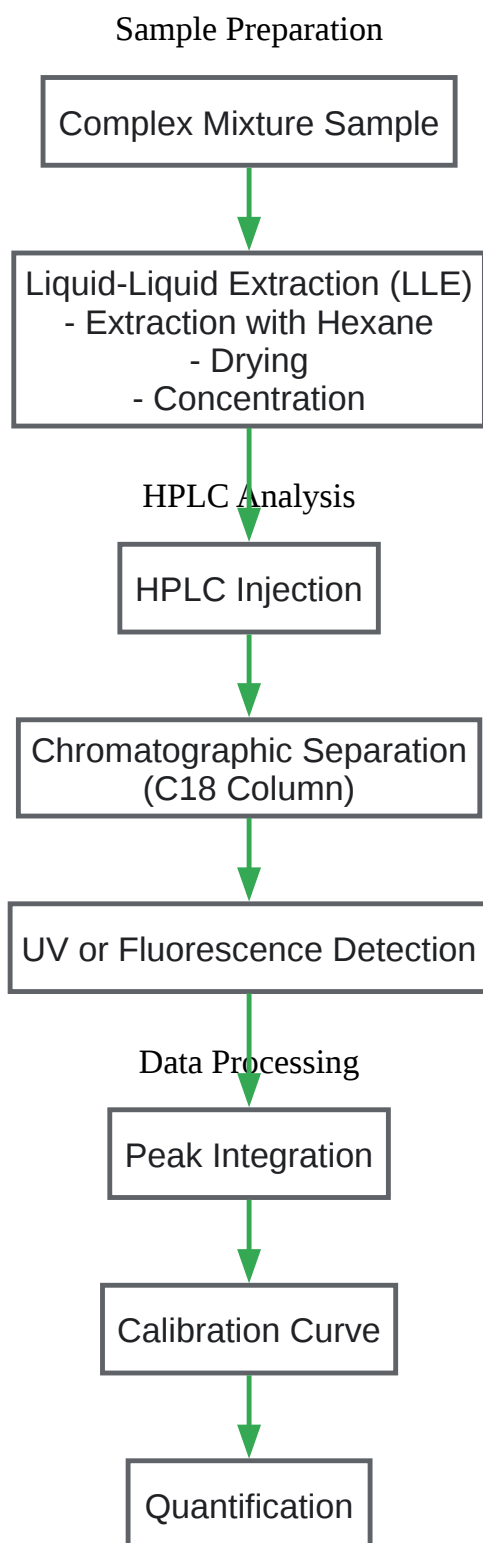 Sample Preparation
Complex Mixture Sample
Liquid-Liquid Extraction (LLE)
- Extraction with Hexane
- Drying
- Concentration
HPLC Analysis
HPLC Injection
Chromatographic Separation
(C18 Column)
UV or Fluorescence Detection
Data Processing
Peak Integration
Calibration Curve
Quantification